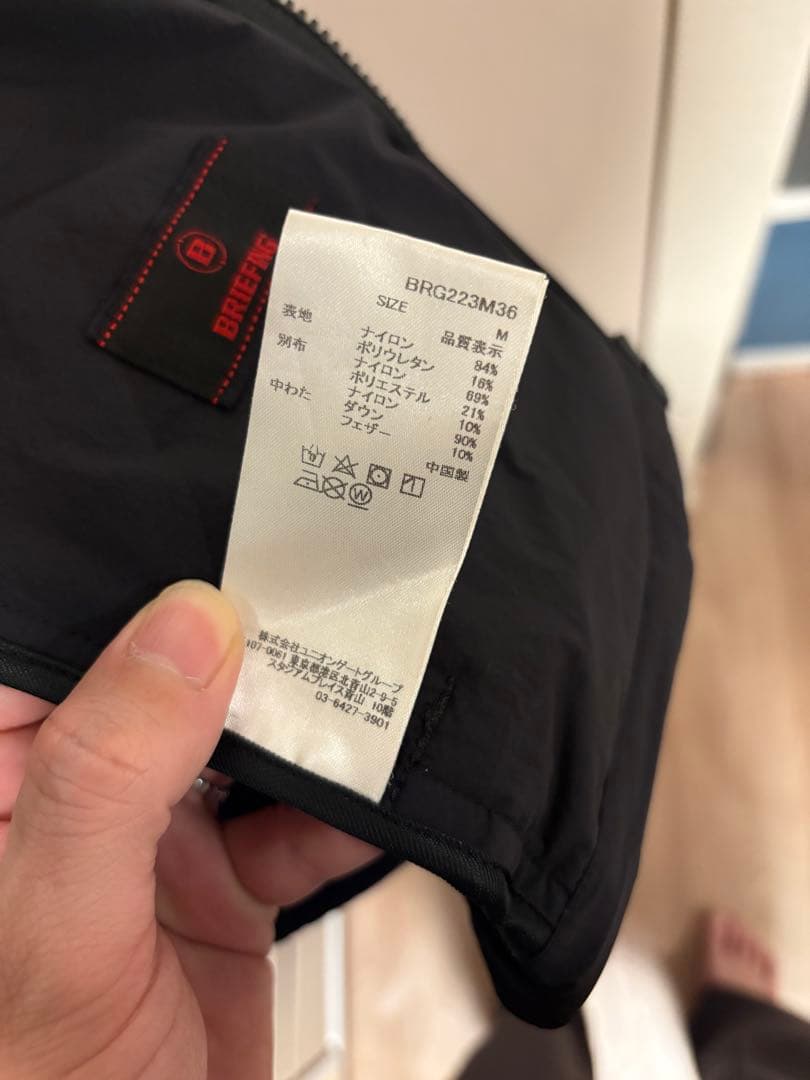 B
BRIEFING
BRG223M36
SIZE M
品質表示
表地 ナイロン 84%
ポリウレタン 16%
別布 ナイロン 69%
ポリエステル 21%
ナイロン 10%
中わた ダウン 90%
フェザー 10%
中国製
W
株式会社ユニオンゲートグループ
107-0061 東京都港区北青山2-9-5
スタジアムプレイス青山 10階
03-6427-3901